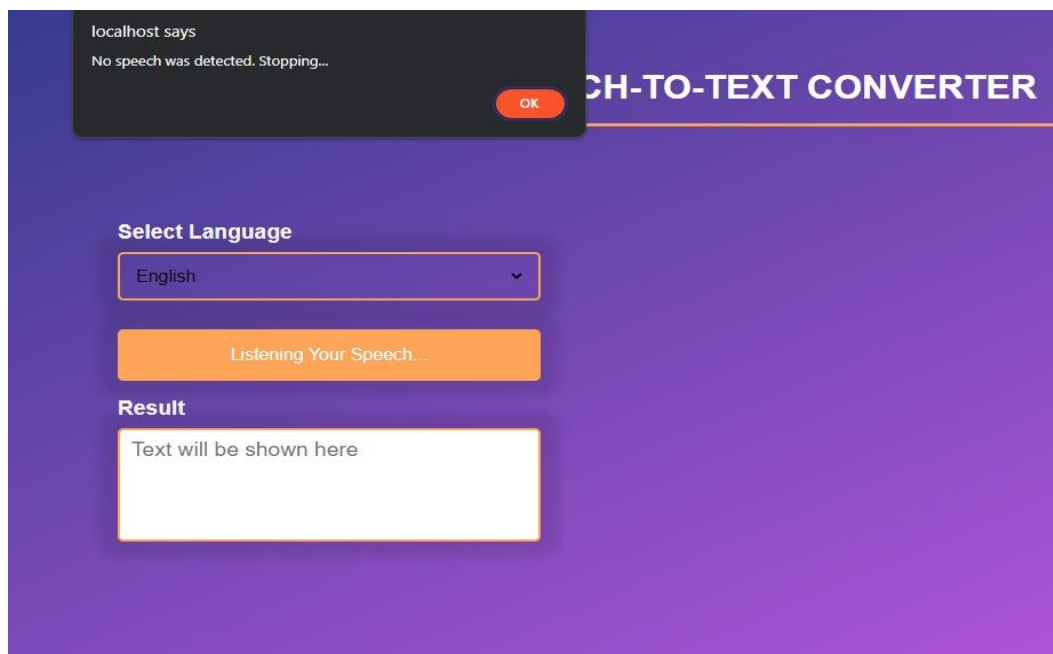 localhost says
No speech was detected. Stopping...
OK
CH-TO-TEXT CONVERTER
Select Language
English
Listening Your Speech...
Result
Text will be shown here